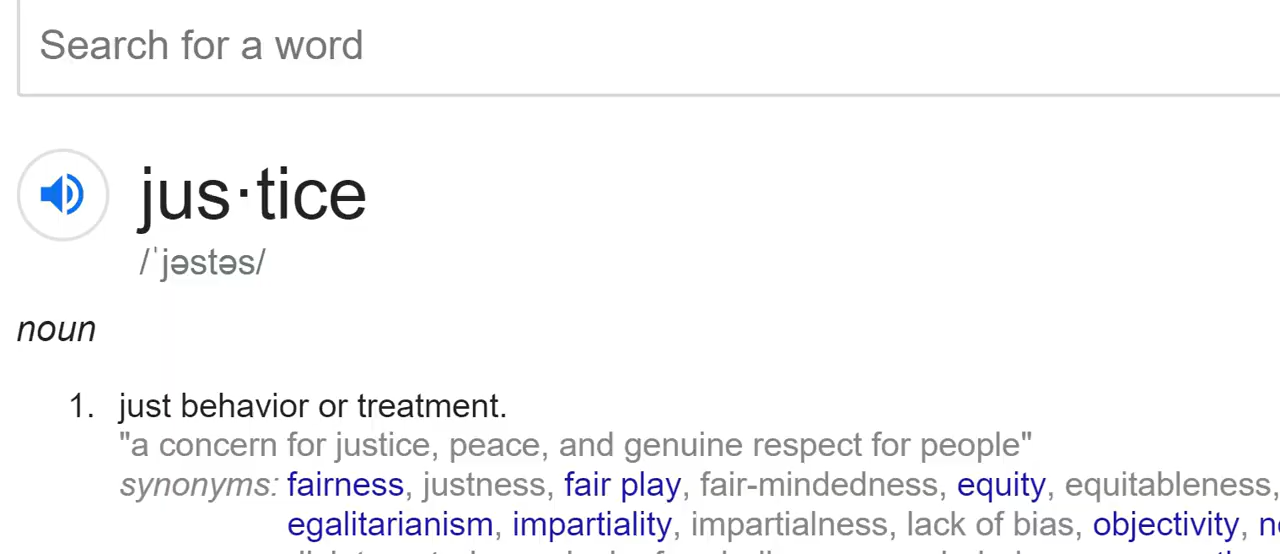 Search for a word
jus·tice
/ˈjəstəs/
noun
1. just behavior or treatment.
"a concern for justice, peace, and genuine respect for people"
synonyms: fairness, justness, fair play, fair-mindedness, equity, equitableness,
egalitarianism, impartiality, impartialness, lack of bias, objectivity,